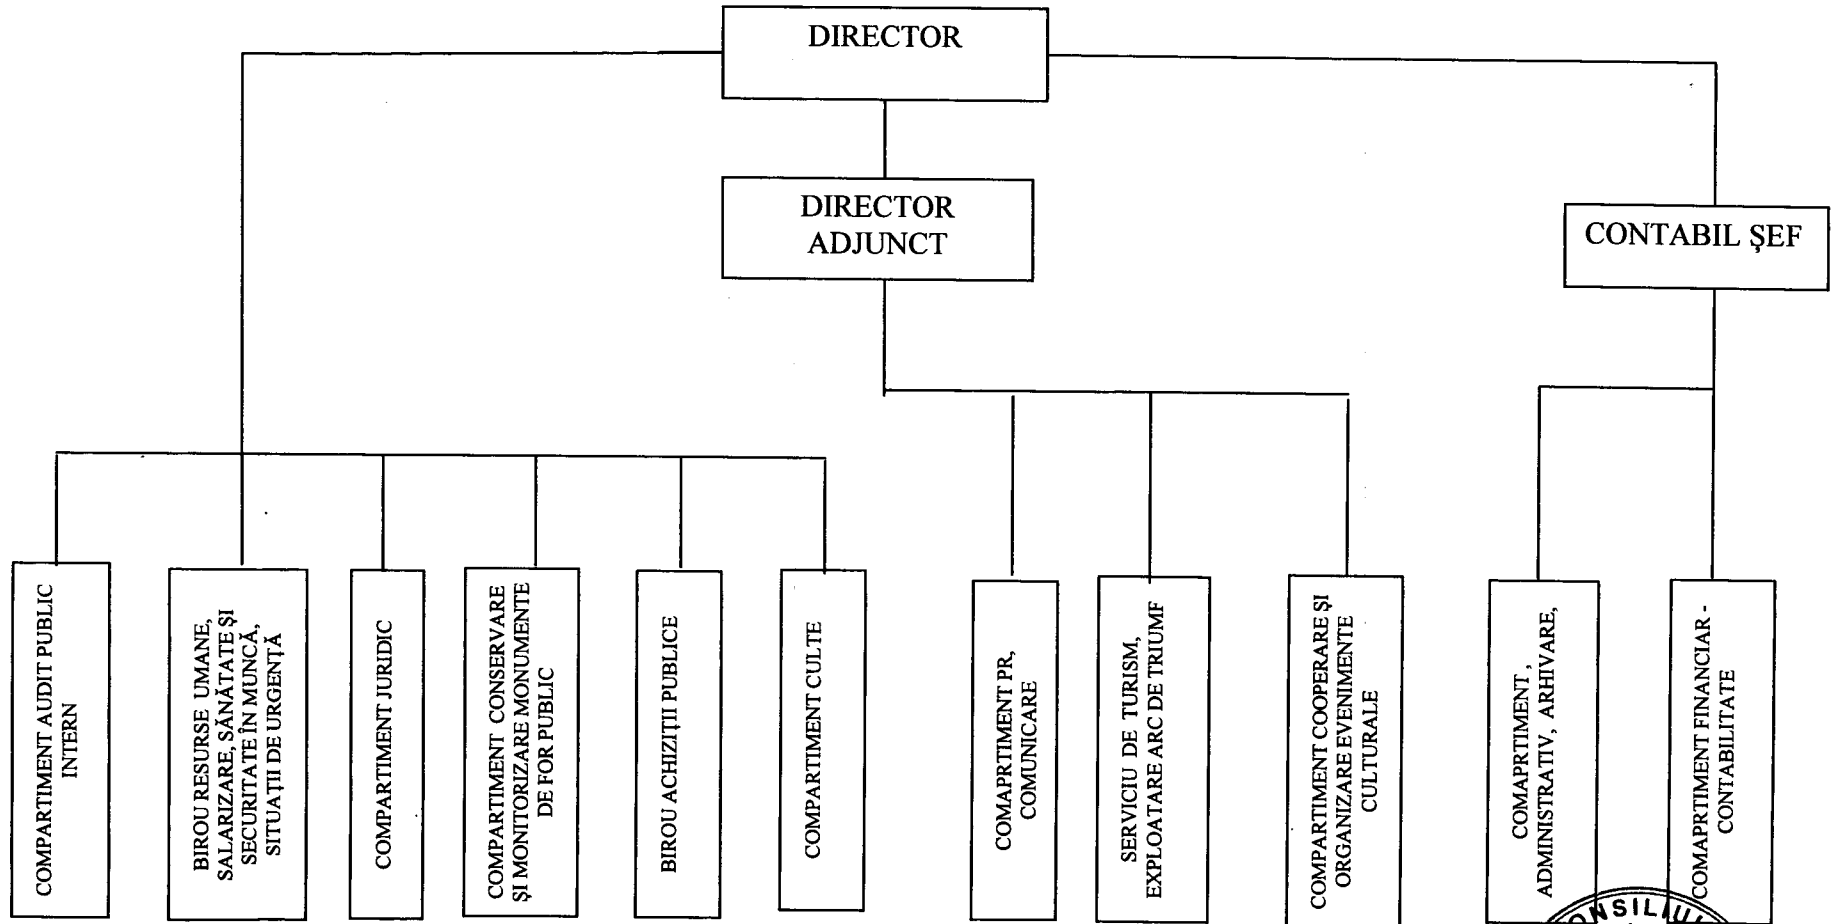 DIRECTOR
DIRECTOR
ADJUNCT
CONTABIL ŞEF
COMPARTIMENT AUDIT PUBLIC
INTERN
BIROU RESURSE UMANE,
SALARIZARE, SĂNĂTATE ŞI
SECURITATE ÎN MUNCĂ,
SITUAŢII DE URGENŢĂ
COMPARTIMENT JURIDIC
COMPARTIMENT CONSERVARE
ŞI MONITORIZARE MONUMENTE
DE FOR PUBLIC
BIROU ACHIZIŢII PUBLICE
COMPARTIMENT CULTE
COMAPRTIMENT PR,
COMUNICARE
SERVICIU DE TURISM,
EXPLOATARE ARC DE TRIUMF
COMPARTIMENT COOPERARE ŞI
ORGANIZARE EVENIMENTE
CULTURALE
COMAPRTIMENT ,
ADMINISTRATIV, ARHIVARE,
COMAPRTIMENT FINANCIAR -
CONTABILITATE